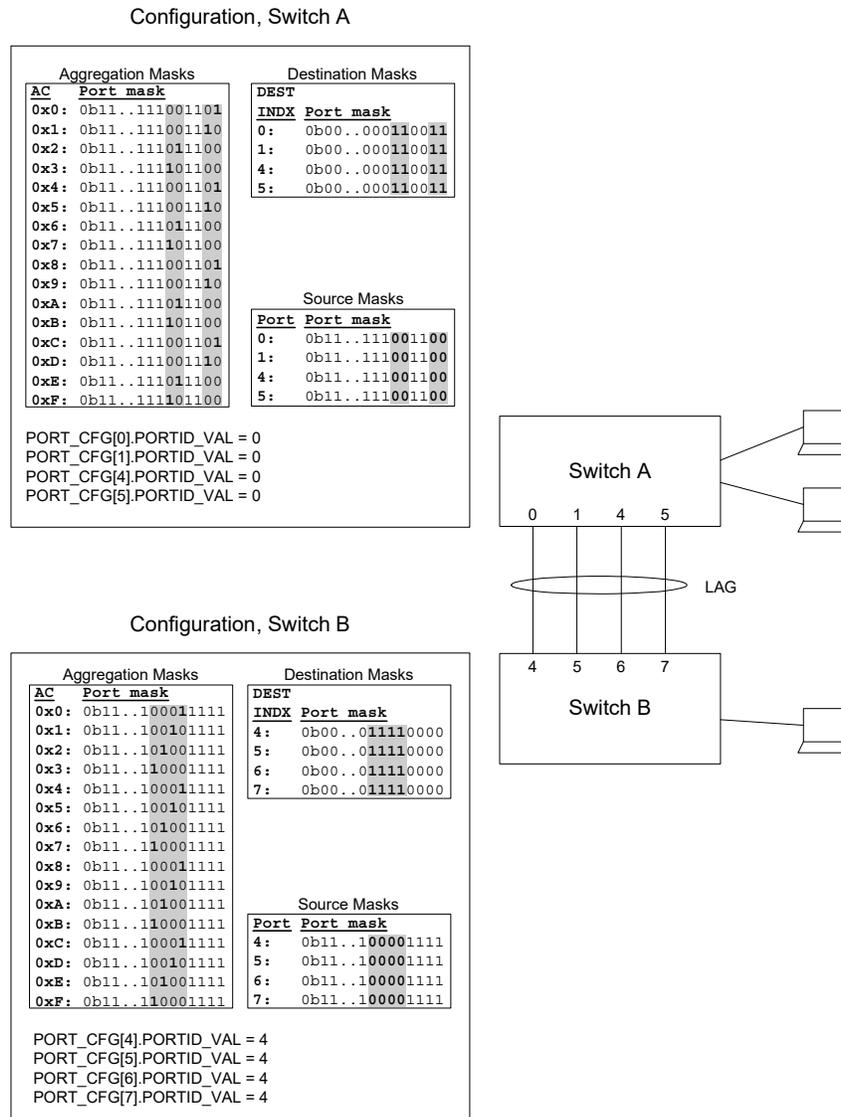 Configuration, Switch A
Aggregation Masks
AC Port mask
0x0: 0b11..111001101
0x1: 0b11..111001110
0x2: 0b11..111011100
0x3: 0b11..111101100
0x4: 0b11..111001101
0x5: 0b11..111001110
0x6: 0b11..111011100
0x7: 0b11..111101100
0x8: 0b11..111001101
0x9: 0b11..111001110
0xA: 0b11..111011100
0xB: 0b11..111101100
0xC: 0b11..111001101
0xD: 0b11..111001110
0xE: 0b11..111011100
0xF: 0b11..111101100
Destination Masks
DEST
INDX Port mask
0: 0b00..000110011
1: 0b00..000110011
4: 0b00..000110011
5: 0b00..000110011
Source Masks
Port Port mask
0: 0b11..111001100
1: 0b11..111001100
4: 0b11..111001100
5: 0b11..111001100
PORT_CFG[0].PORTID_VAL = 0
PORT_CFG[1].PORTID_VAL = 0
PORT_CFG[4].PORTID_VAL = 0
PORT_CFG[5].PORTID_VAL = 0
Switch A
0 1 4 5
LAG
4 5 6 7
Switch B
Configuration, Switch B
Aggregation Masks
AC Port mask
0x0: 0b11..100011111
0x1: 0b11..100101111
0x2: 0b11..101001111
0x3: 0b11..110001111
0x4: 0b11..100011111
0x5: 0b11..100101111
0x6: 0b11..101001111
0x7: 0b11..110001111
0x8: 0b11..100011111
0x9: 0b11..100101111
0xA: 0b11..101001111
0xB: 0b11..110001111
0xC: 0b11..100011111
0xD: 0b11..100101111
0xE: 0b11..101001111
0xF: 0b11..110001111
Destination Masks
DEST
INDX Port mask
4: 0b00..011110000
5: 0b00..011110000
6: 0b00..011110000
7: 0b00..011110000
Source Masks
Port Port mask
4: 0b11..100001111
5: 0b11..100001111
6: 0b11..100001111
7: 0b11..100001111
PORT_CFG[4].PORTID_VAL = 4
PORT_CFG[5].PORTID_VAL = 4
PORT_CFG[6].PORTID_VAL = 4
PORT_CFG[7].PORTID_VAL = 4